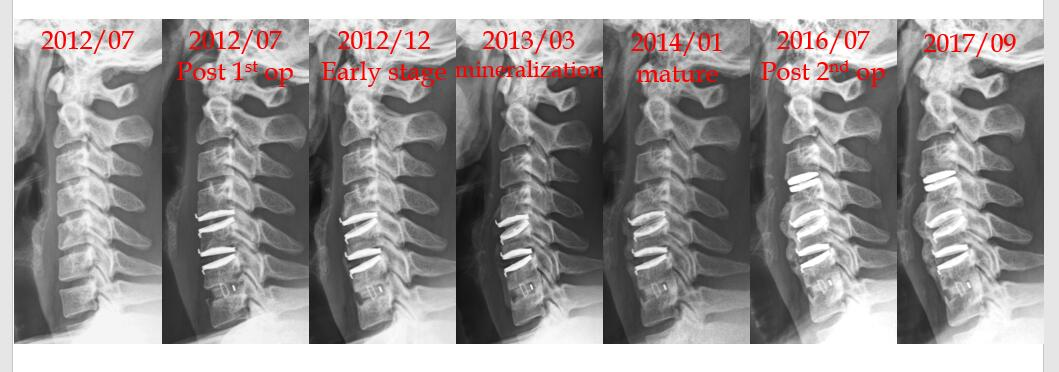 2012/07
2012/07
Post 1st op
2012/12
Early stage
2013/03
mineralization
2014/01
mature
2016/07
Post 2nd op
2017/09